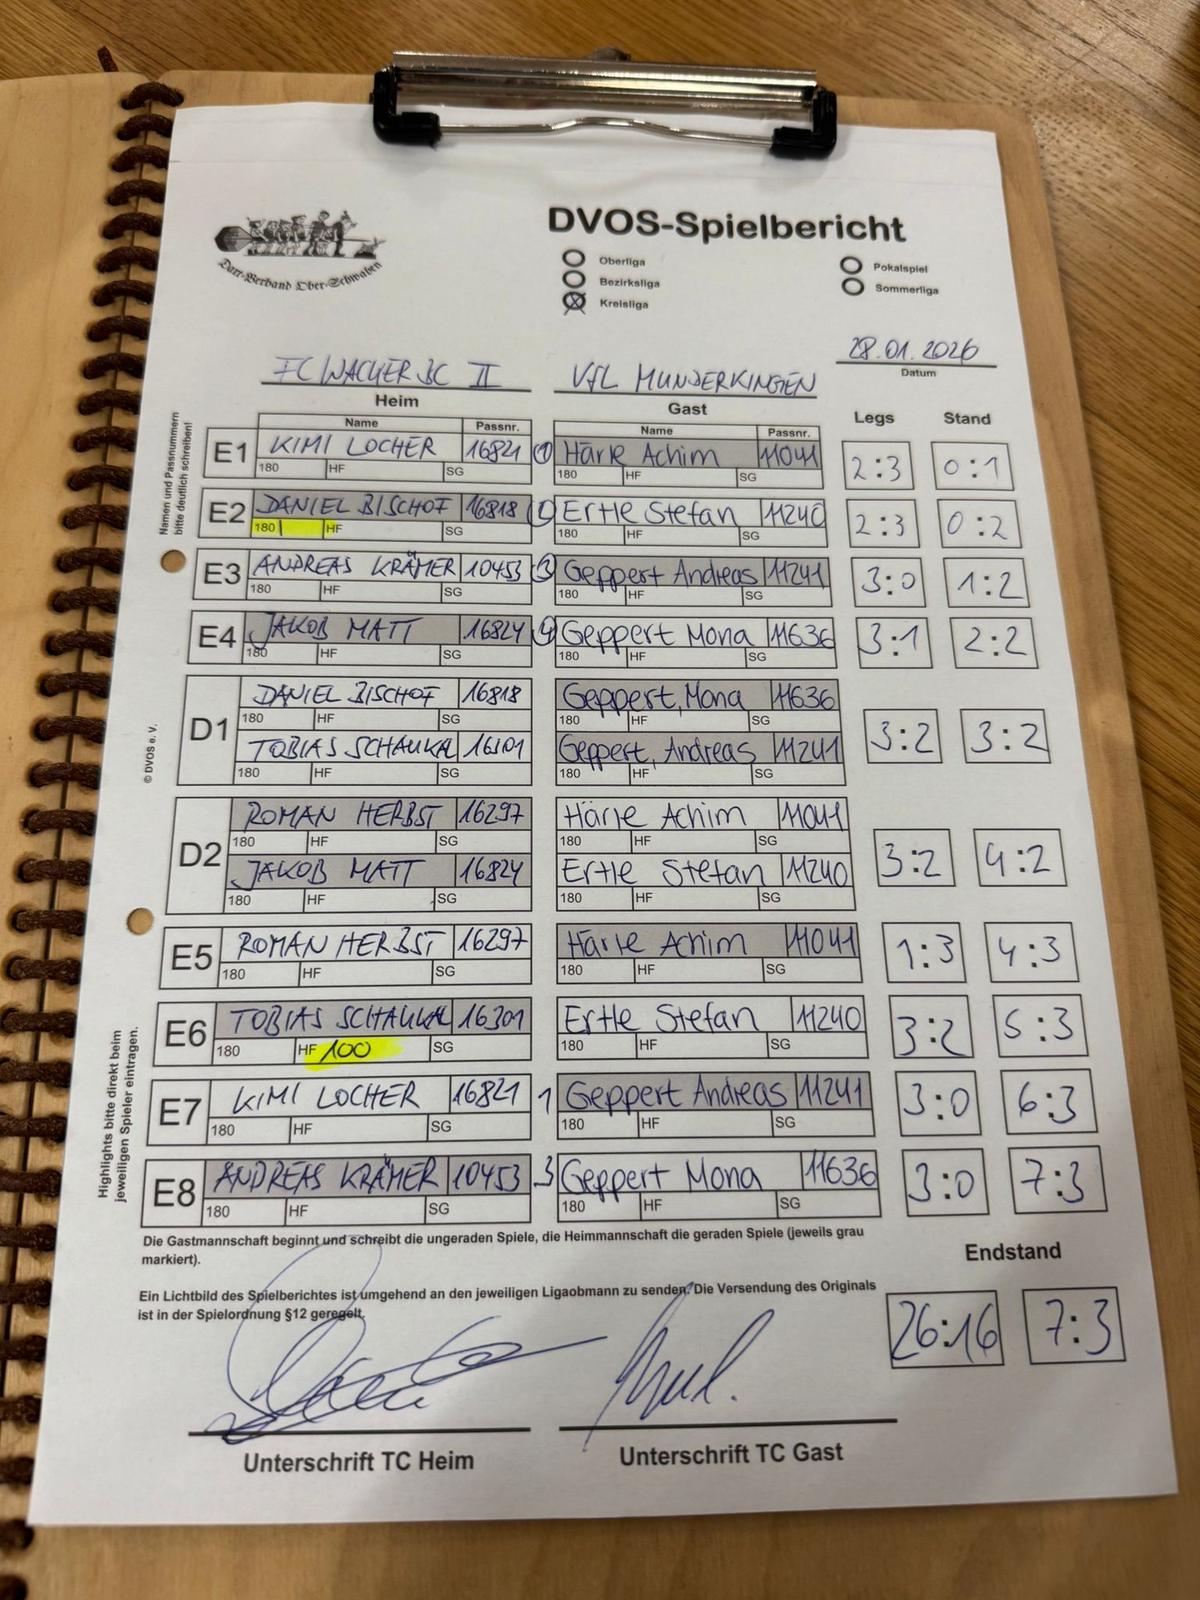 DVOS-Spielbericht
Dart-Verband Ober-Schwaben
Oberliga
Bezirksliga
Kreisliga
Pokalspiel
Sommerliga
28.01.2026
Datum
FC WACKER BC II
VfL MUNDERKINGEN
Heim
Gast
Legs Stand
Namen und Passnummern
bitte deutlich schreiben!
Name Passnr. Name Passnr.
E1 KIMI LOCHER 16821 1 Härle Achim 11041 2:3 0:1
180 HF SG 180 HF SG
E2 DANIEL BISCHOF 16818 Ertle Stefan 11240 2:3 0:2
180 | HF SG 180 HF SG
E3 ANDREAS KRÄMER 10453 3 Geppert Andreas 11241 3:0 1:2
180 HF SG 180 HF SG
E4 JAKOB MATT 16824 4 Geppert Mona 11636 3:1 2:2
180 HF SG 180 HF SG
D1 DANIEL BISCHOF 16818 Geppert, Mona 11636 3:2 3:2
180 HF SG 180 HF SG
TOBIAS SCHAUKAL 16301 Geppert, Andreas 11241
180 HF SG 180 HF SG
© DVOS e. V.
D2 ROMAN HERBST 16297 Härle Achim 11041 3:2 4:2
180 HF SG 180 HF SG
JAKOB MATT 16824 Ertle Stefan 11240
180 HF SG 180 HF SG
E5 ROMAN HERBST 16297 Härle Achim 11041 1:3 4:3
180 HF SG 180 HF SG
E6 TOBIAS SCHAUKAL 16301 Ertle Stefan 11240 3:2 5:3
180 HF 100 SG 180 HF SG
E7 KIMI LOCHER 16821 1 Geppert Andreas 11241 3:0 6:3
180 HF SG 180 HF SG
E8 ANDREAS KRÄMER 10453 3 Geppert Mona 11636 3:0 7:3
180 HF SG 180 HF SG
Highlights bitte direkt beim
jeweiligen Spieler eintragen.
Die Gastmannschaft beginnt und schreibt die ungeraden Spiele, die Heimmannschaft die geraden Spiele (jeweils grau
markiert).
Endstand
Ein Lichtbild des Spielberichtes ist umgehend an den jeweiligen Ligaobmann zu senden. Die Versendung des Originals
ist in der Spielordnung §12 geregelt.
26:16 7:3
Unterschrift TC Heim
Unterschrift TC Gast